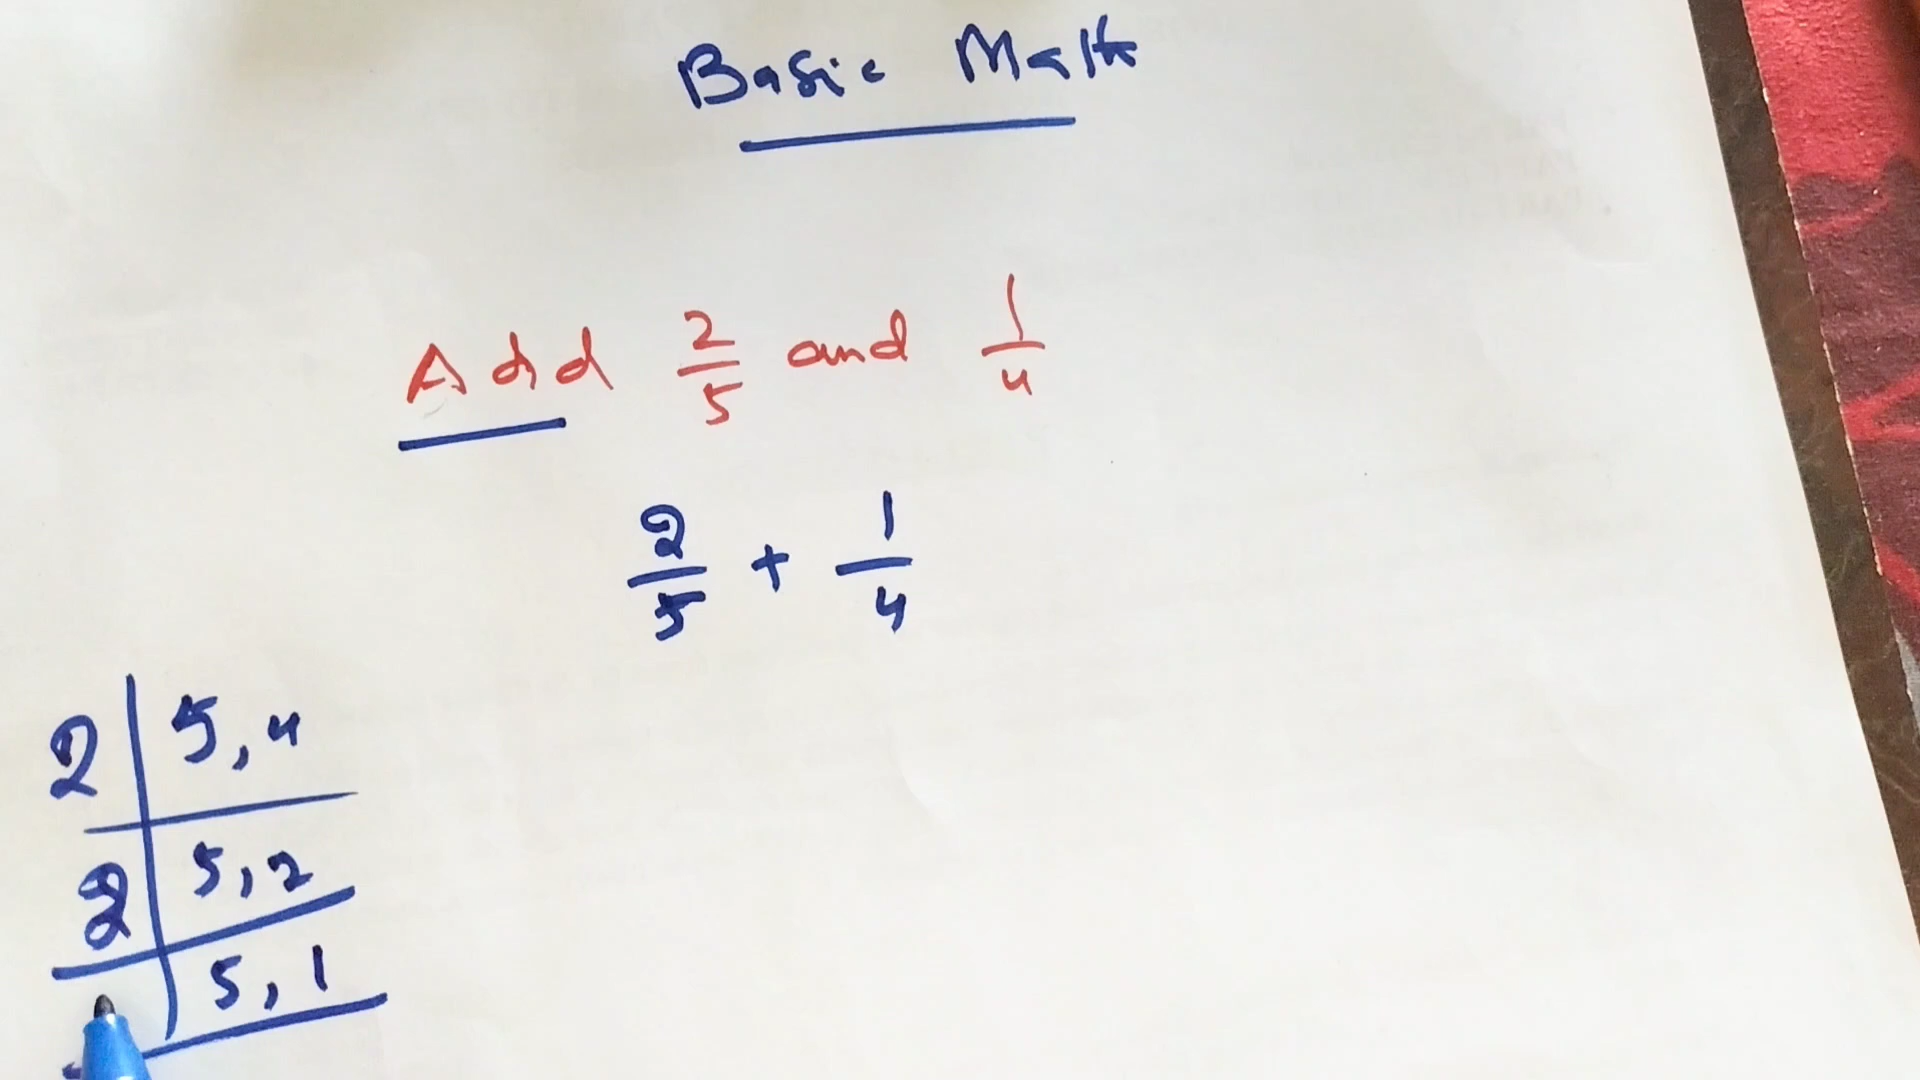 Basic Math
Add 2/5 and 1/4
2/5 + 1/4
2 | 5, 4
2 | 5, 2
5, 1